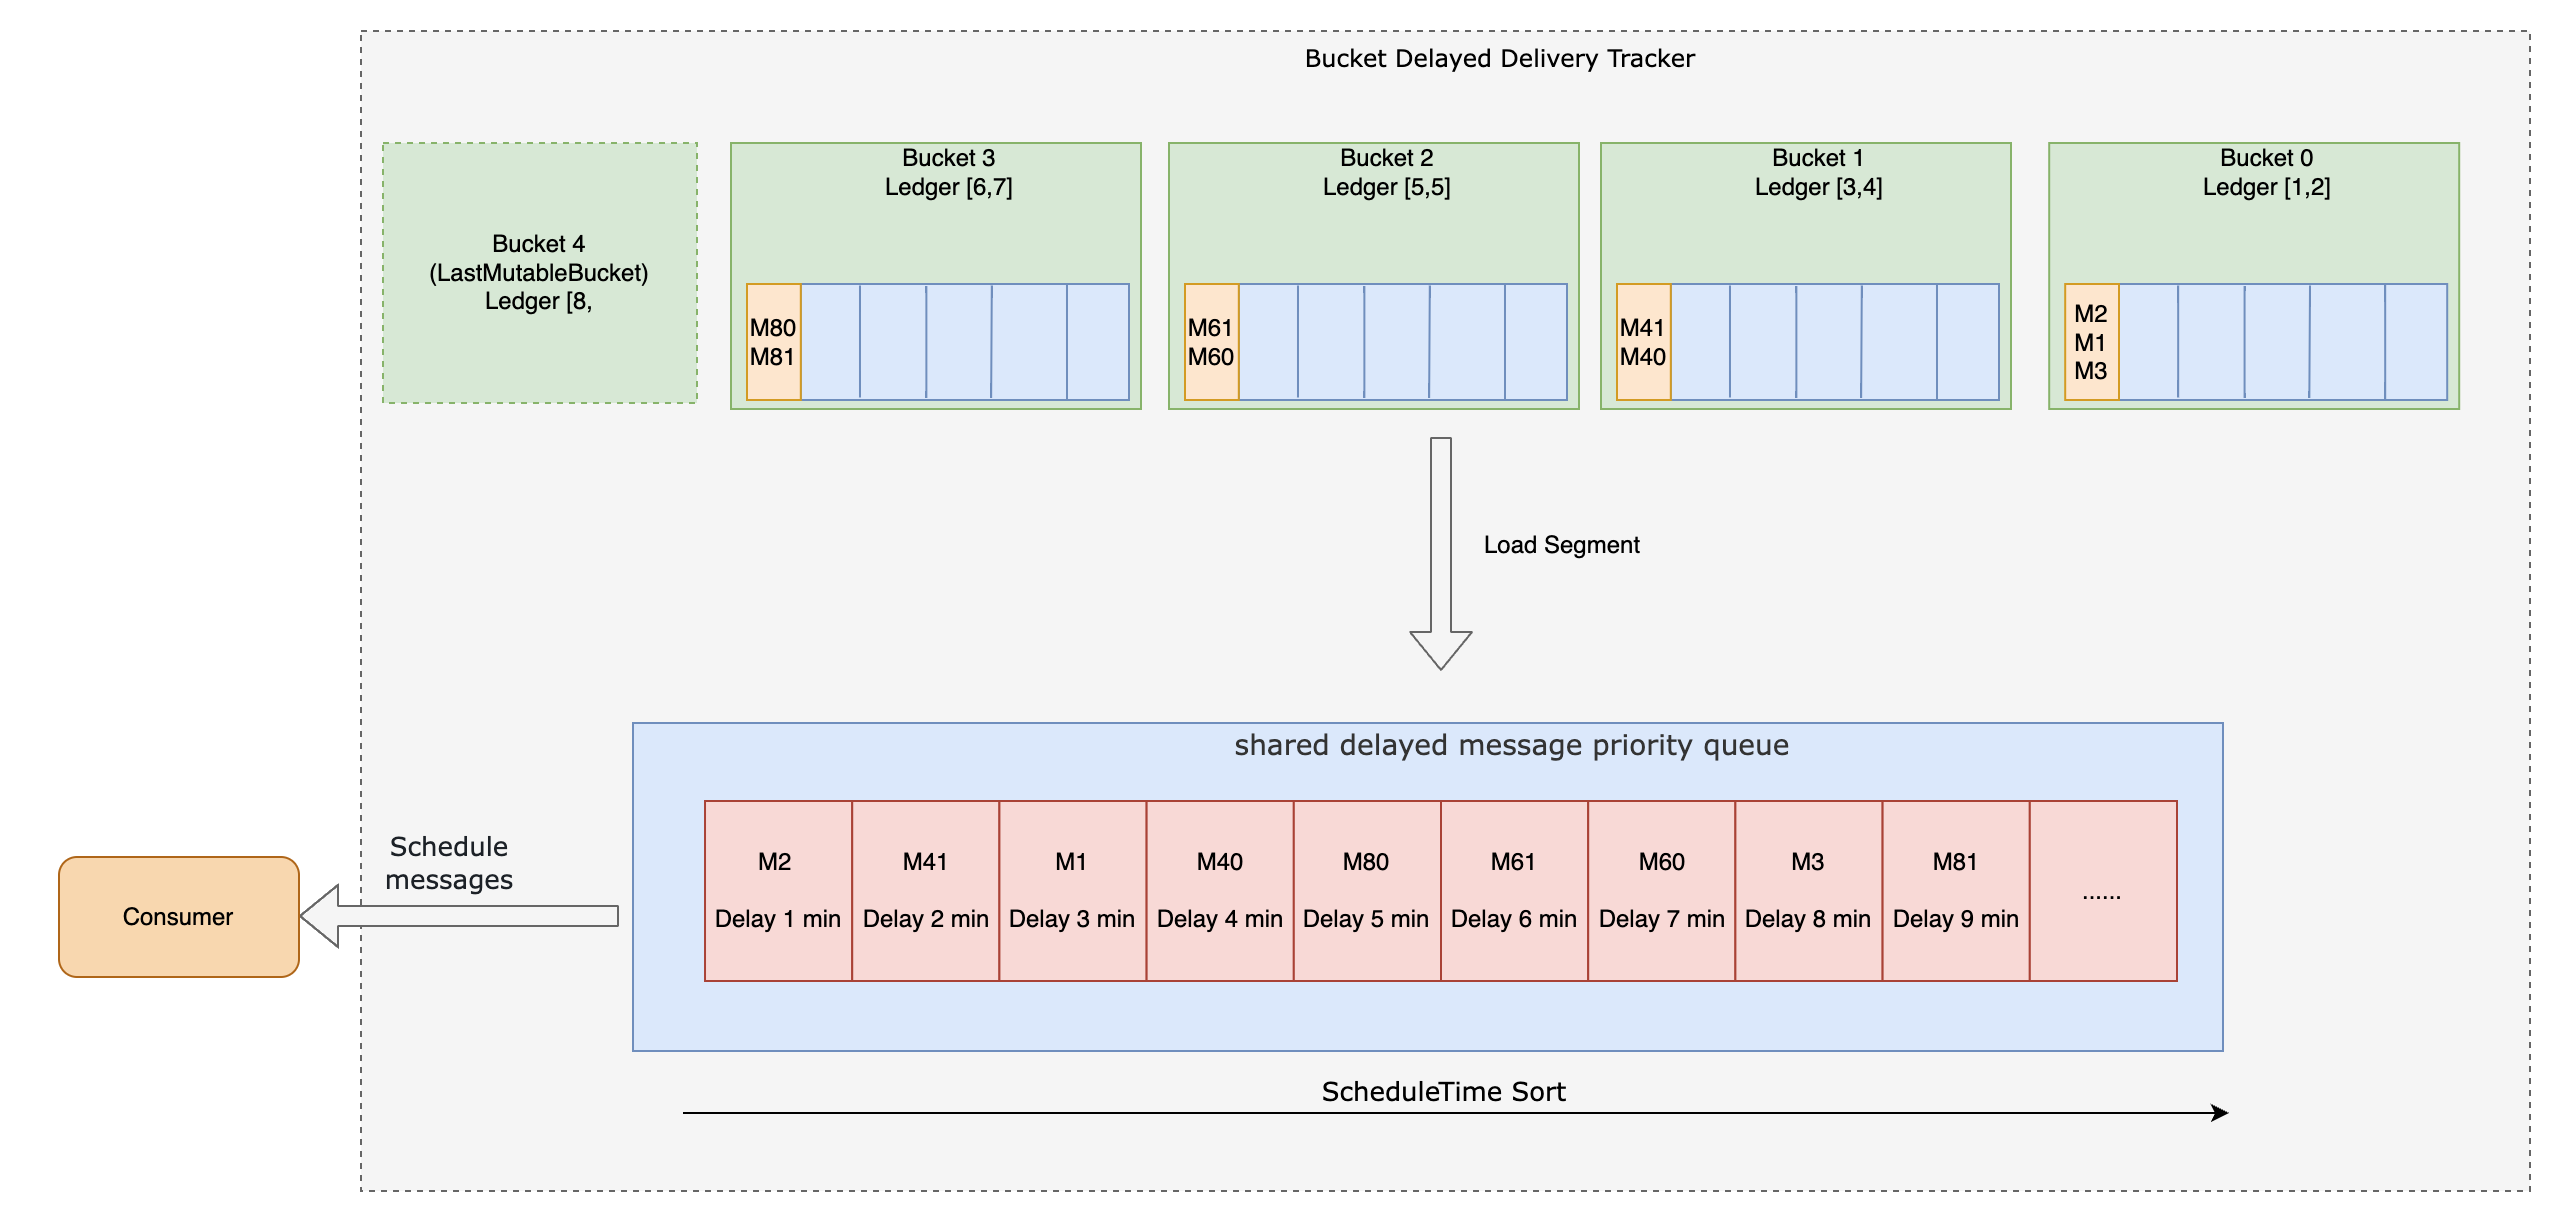 Bucket Delayed Delivery Tracker
Bucket 4
(LastMutableBucket)
Ledger [8,
Bucket 3
Ledger [6,7]
M80
M81
Bucket 2
Ledger [5,5]
M61
M60
Bucket 1
Ledger [3,4]
M41
M40
Bucket 0
Ledger [1,2]
M2
M1
M3
Load Segment
shared delayed message priority queue
M2
Delay 1 min
M41
Delay 2 min
M1
Delay 3 min
M40
Delay 4 min
M80
Delay 5 min
M61
Delay 6 min
M60
Delay 7 min
M3
Delay 8 min
M81
Delay 9 min
......
Schedule
messages
Consumer
ScheduleTime Sort